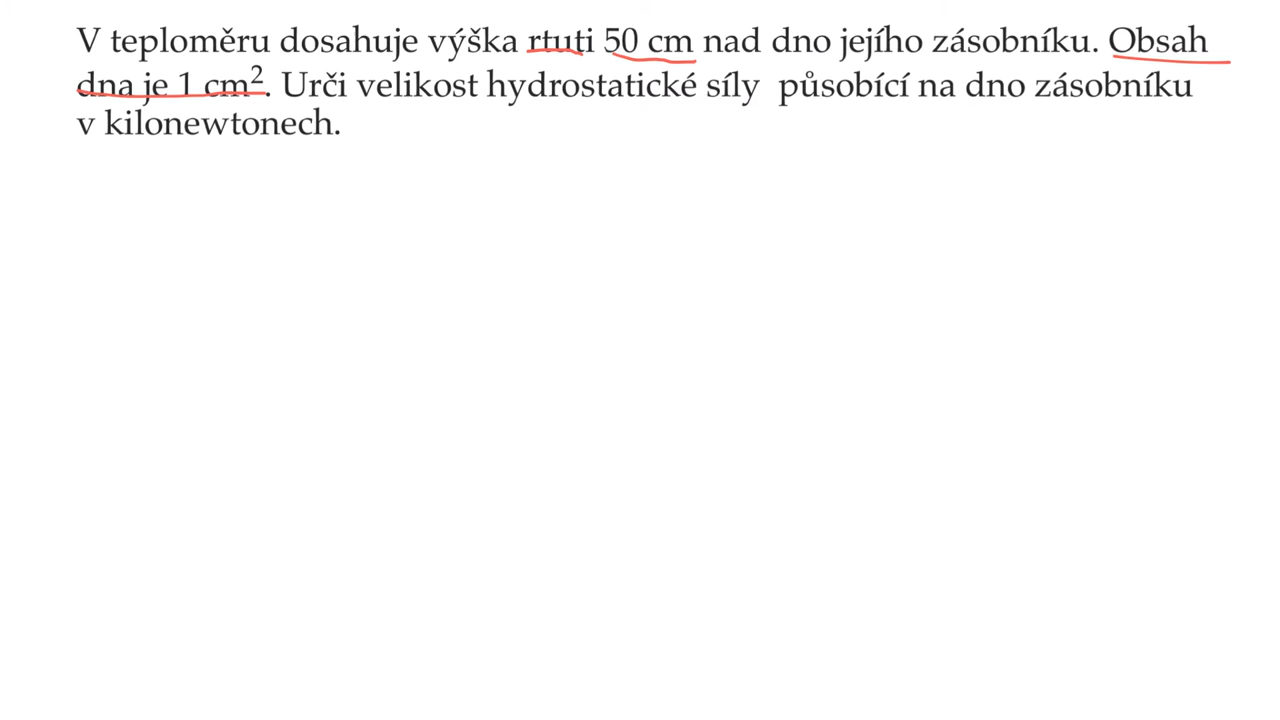 V teploměru dosahuje výška rtuti 50 cm nad dno jejího zásobníku. Obsah
dna je 1 cm². Urči velikost hydrostatické síly působící na dno zásobníku
v kilonewtonech.